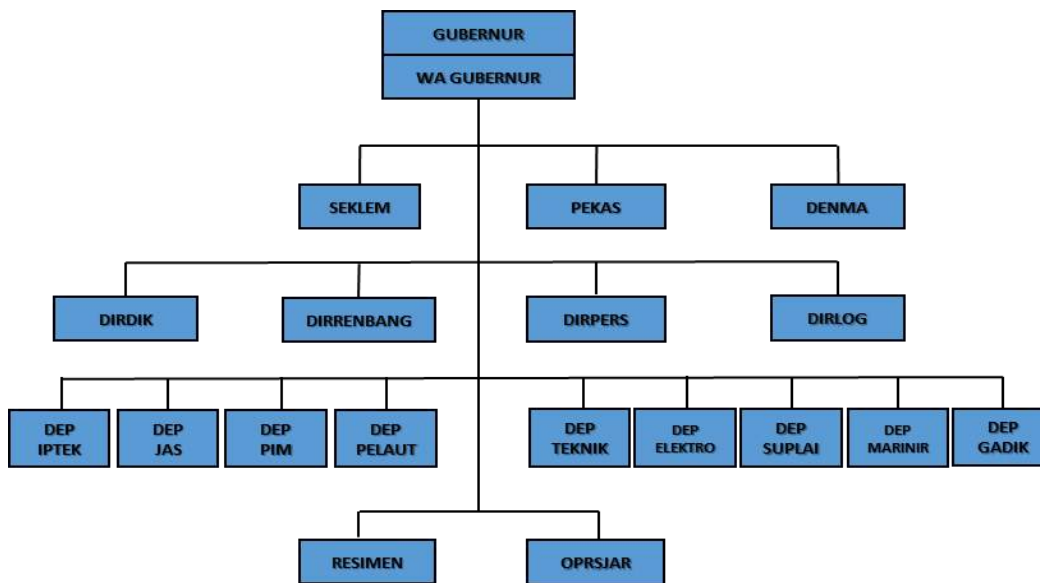 GUBERNUR
WA GUBERNUR
SEKLEM
PEKAS
DENMA
DIRDIK
DIRRENBANG
DIRPERS
DIRLOG
DEP
IPTEK
DEP
JAS
DEP
PIM
DEP
PELAUT
DEP
TEKNIK
DEP
ELEKTRO
DEP
SUPLAI
DEP
MARINIR
DEP
GADIK
RESIMEN
OPRSJAR